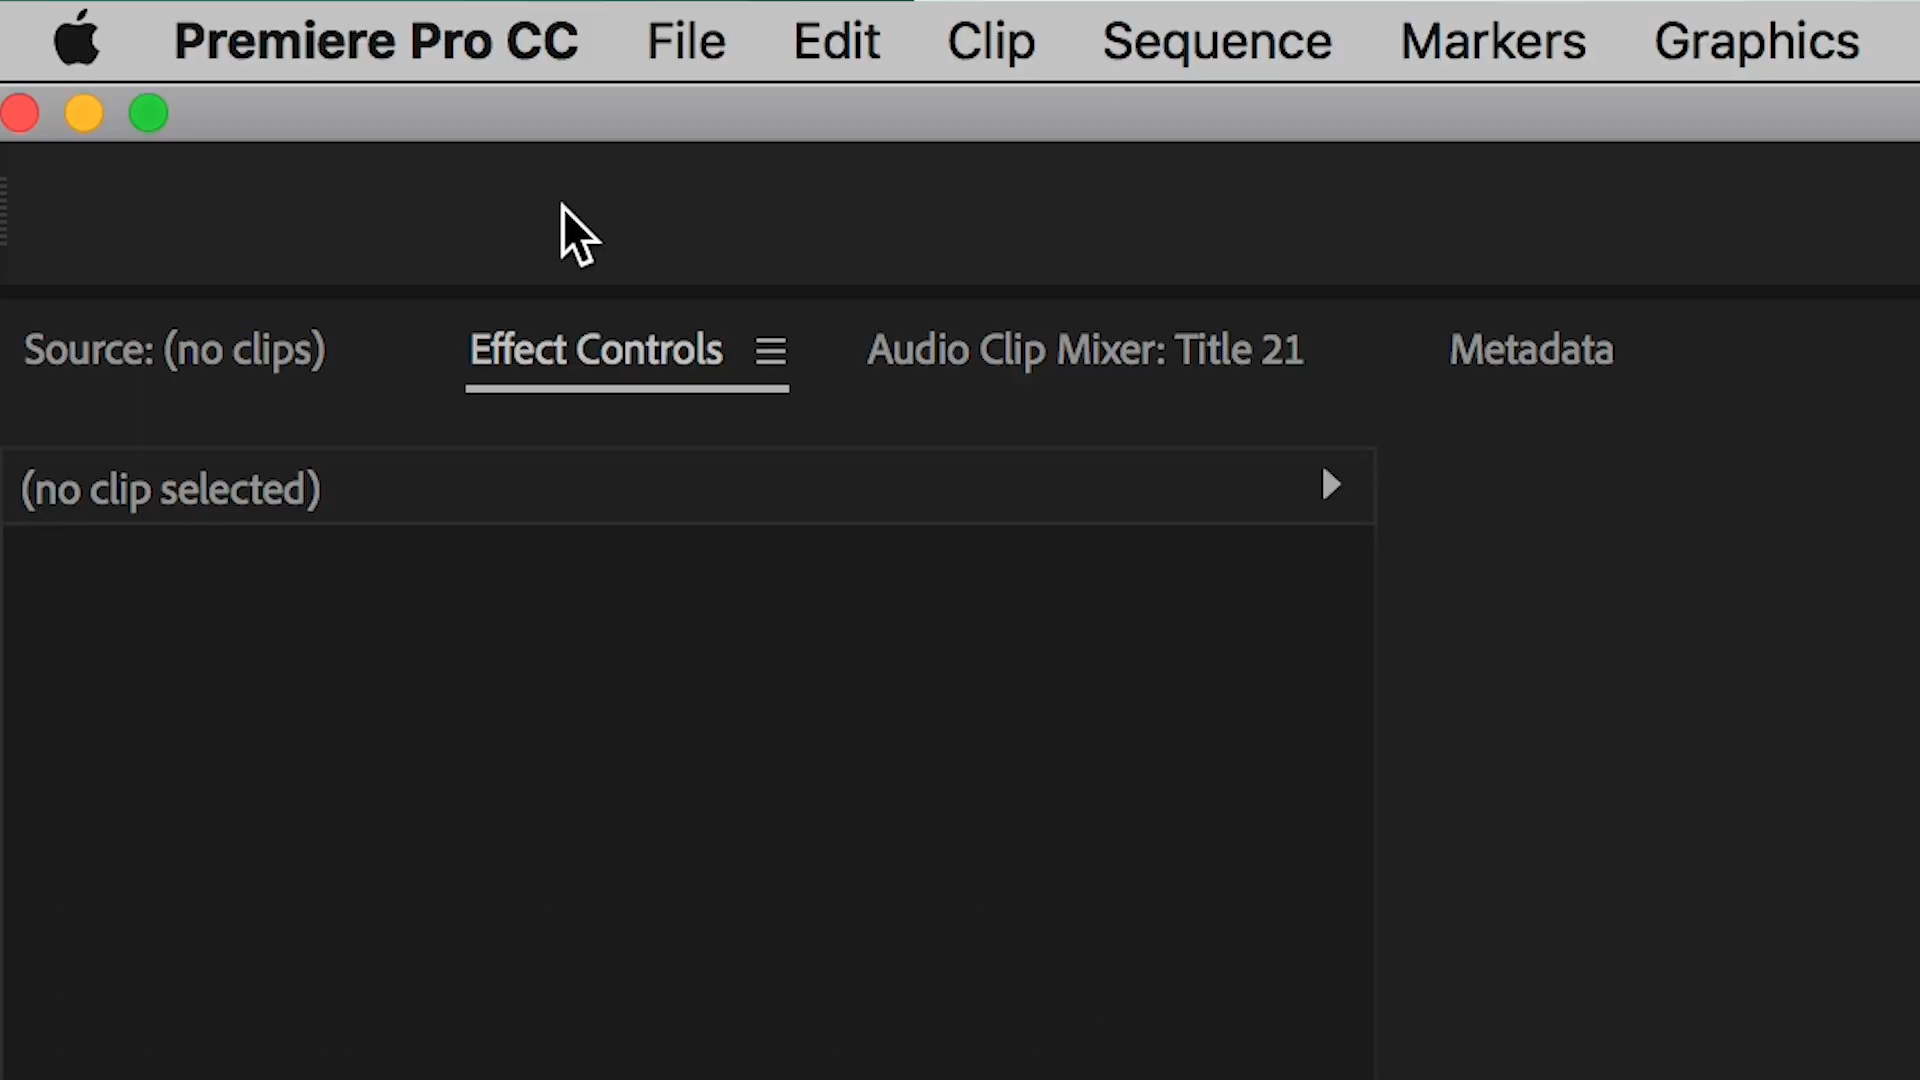 Premiere Pro CC File Edit Clip Sequence Markers Graphics
Source: (no clips) Effect Controls Audio Clip Mixer: Title 21 Metadata
(no clip selected)